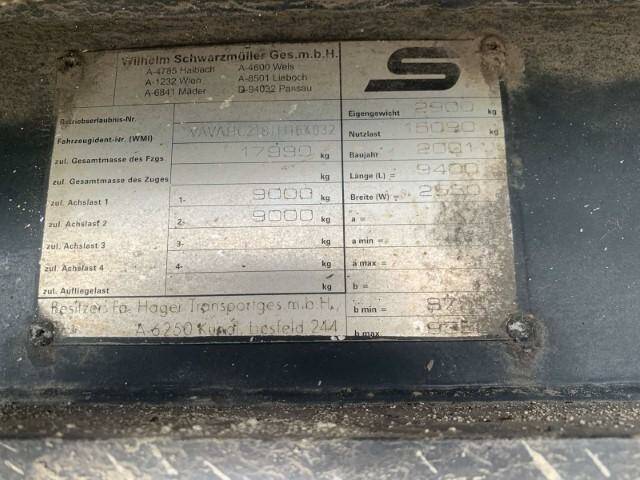 Wilhelm Schwarzmüller Ges.m.b.H.
A-4785 Haibach A-4600 Wels
A-1232 Wien A-8501 Lieboch
A-6841 Mäder D-94032 Passau
S
Betriebserlaubnis-Nr.
Fahrzeugident-Nr. (WMI)
zul. Gesamtmasse des Fzgs. 17990 kg
zul. Gesamtmasse des Zuges kg
zul. Achslast 1 1- 9000 kg
zul. Achslast 2 2- 9000 kg
zul. Achslast 3 3- kg
zul. Achslast 4 4- kg
zul. Aufliegelast kg
Besitzer: Fa. Hager Transportges.m.b.H.,
A-6250 Kundl, 244
Eigengewicht 2900 kg
Nutzlast 15090 kg
Baujahr 2001
Länge (L) = 9400
Breite (W) = 2550
a =
a min =
a max =
b =
b min =
b max